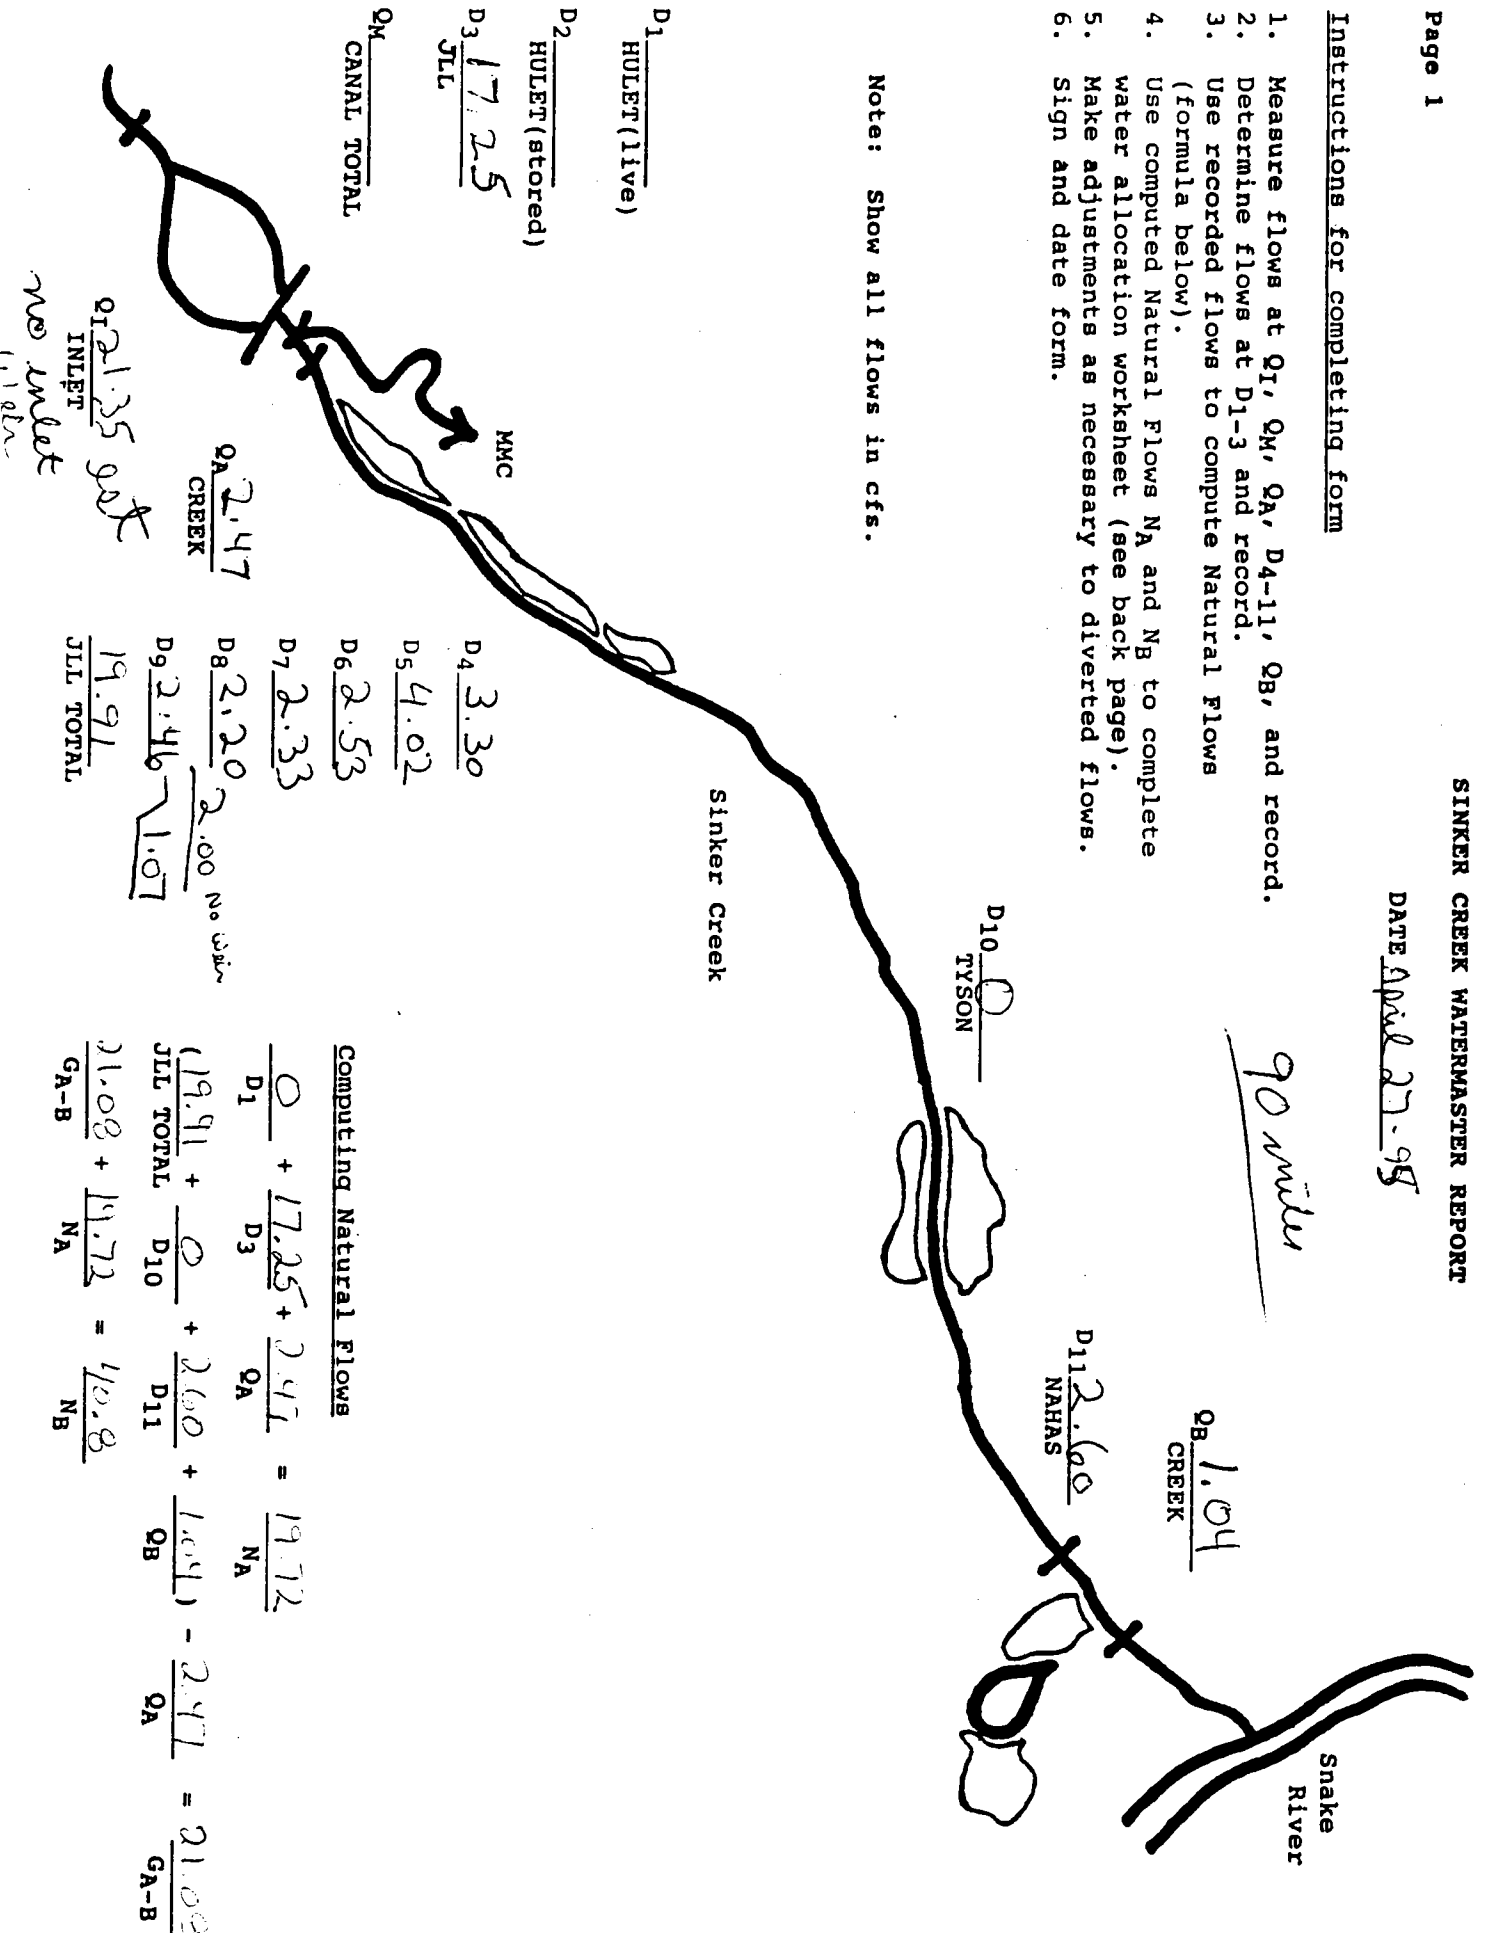 Page 1
SINKER CREEK WATERMASTER REPORT
DATE April 27-98
Instructions for completing form
90 miles
1. Measure flows at QI, QM, QA, D4-11, QB, and record.
2. Determine flows at D1-3 and record.
3. Use recorded flows to compute Natural Flows
(formula below).
4. Use computed Natural Flows NA and NB to complete
water allocation worksheet (see back page).
5. Make adjustments as necessary to diverted flows.
6. Sign and date form.
Note: Show all flows in cfs.
Snake
River
QB 1.04
CREEK
D11 2.60
NAHAS
D10 0
TYSON
Sinker Creek
D1
HULET(live)
D2
HULET(stored)
D3 17.25
JLL
QM
CANAL TOTAL
MMC
QA 2.47
CREEK
QI 21.35 est
INLET
no inlet
D4 3.30
D5 4.02
D6 2.53
D7 2.33
D8 2.20
2.00 No weir
D9 2.46
1.07
19.91
JLL TOTAL
Computing Natural Flows
0 + 17.25 + 2.47 = 19.72
D1 D3 QA NA
(19.91 + 0 + 2.60 + 1.04) - 2.47 = 21.08
JLL TOTAL D10 D11 QB QA GA-B
21.08 + 19.72 = 40.8
GA-B NA NB